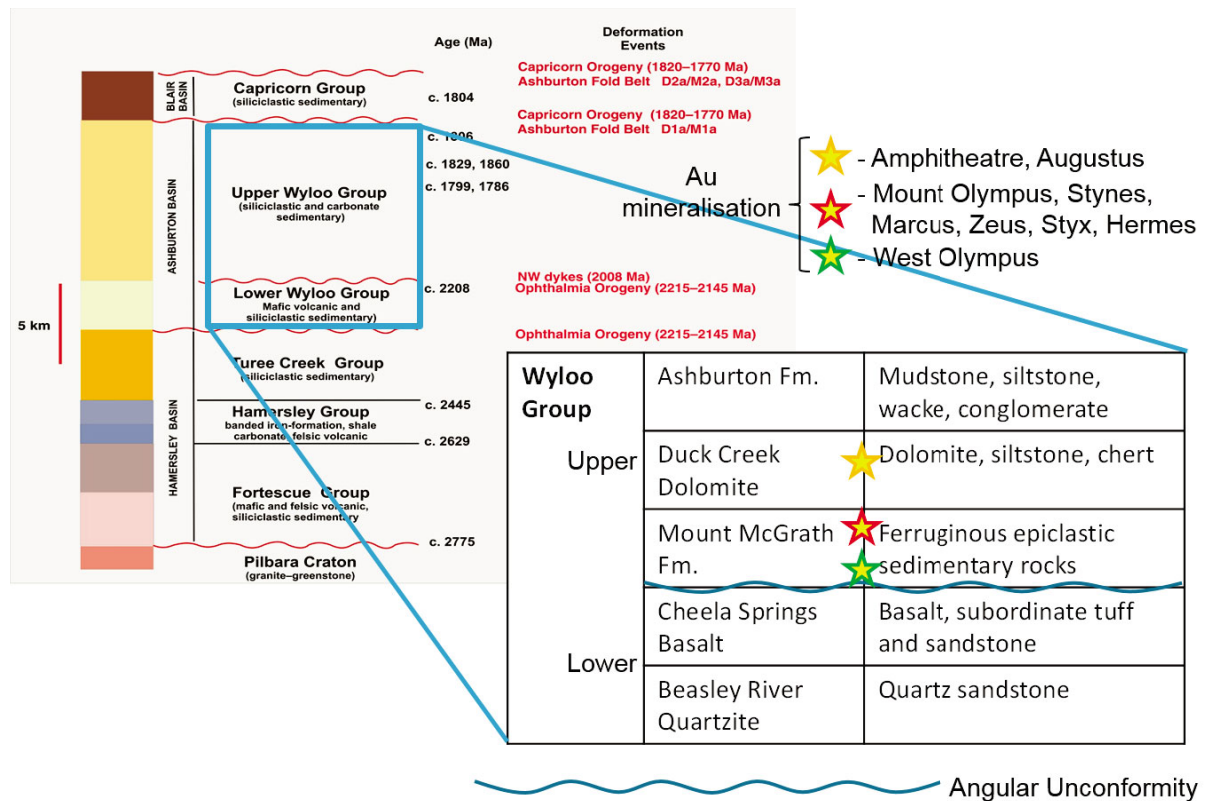 Age (Ma)
Deformation
Events
Capricorn Orogeny (1820–1770 Ma)
Ashburton Fold Belt D2a/M2a, D3a/M3a
BLAIR
BASIN
Capricorn Group
(siliciclastic sedimentary)
c. 1804
Capricorn Orogeny (1820–1770 Ma)
Ashburton Fold Belt D1a/M1a
c. 1806
c. 1829, 1860
c. 1799, 1786
ASHBURTON BASIN
Upper Wyloo Group
(siliciclastic and carbonate
sedimentary)
NW dykes (2008 Ma)
Ophthalmia Orogeny (2215–2145 Ma)
c. 2208
Lower Wyloo Group
Mafic volcanic and
siliciclastic sedimentary)
5 km
Ophthalmia Orogeny (2215–2145 Ma)
Turee Creek Group
(siliciclastic sedimentary)
c. 2445
HAMERSLEY BASIN
Hamersley Group
banded iron-formation, shale
carbonate, felsic volcanic
c. 2629
Fortescue Group
(mafic and felsic volcanic,
siliciclastic sedimentary
c. 2775
Pilbara Craton
(granite–greenstone)
Au
mineralisation
- Amphitheatre, Augustus
- Mount Olympus, Stynes,
Marcus, Zeus, Styx, Hermes
- West Olympus
Wyloo
Group
Ashburton Fm.
Mudstone, siltstone,
wacke, conglomerate
Upper
Duck Creek
Dolomite
Dolomite, siltstone, chert
Mount McGrath
Fm.
Ferruginous epiclastic
sedimentary rocks
Cheela Springs
Basalt
Basalt, subordinate tuff
and sandstone
Lower
Beasley River
Quartzite
Quartz sandstone
Angular Unconformity